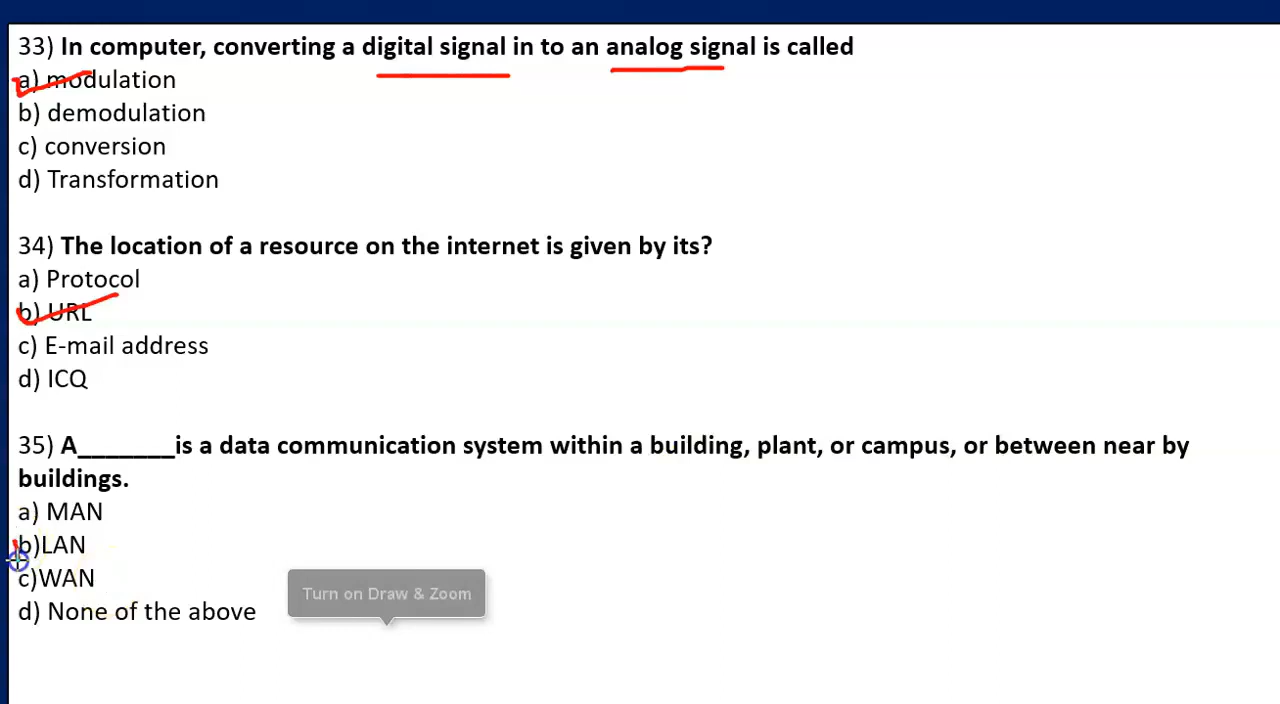 33) In computer, converting a digital signal in to an analog signal is called
a) modulation
b) demodulation
c) conversion
d) Transformation
34) The location of a resource on the internet is given by its?
a) Protocol
b) URL
c) E-mail address
d) ICQ
35) A_______is a data communication system within a building, plant, or campus, or between near by
buildings.
a) MAN
b)LAN
c)WAN
d) None of the above
Turn on Draw & Zoom